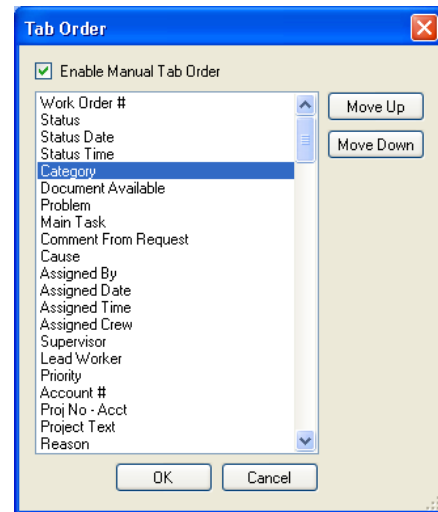 Tab Order
Enable Manual Tab Order
Work Order #
Status
Status Date
Status Time
Category
Document Available
Problem
Main Task
Comment From Request
Cause
Assigned By
Assigned Date
Assigned Time
Assigned Crew
Supervisor
Lead Worker
Priority
Account #
Proj No - Acct
Project Text
Reason
Move Up
Move Down
OK
Cancel